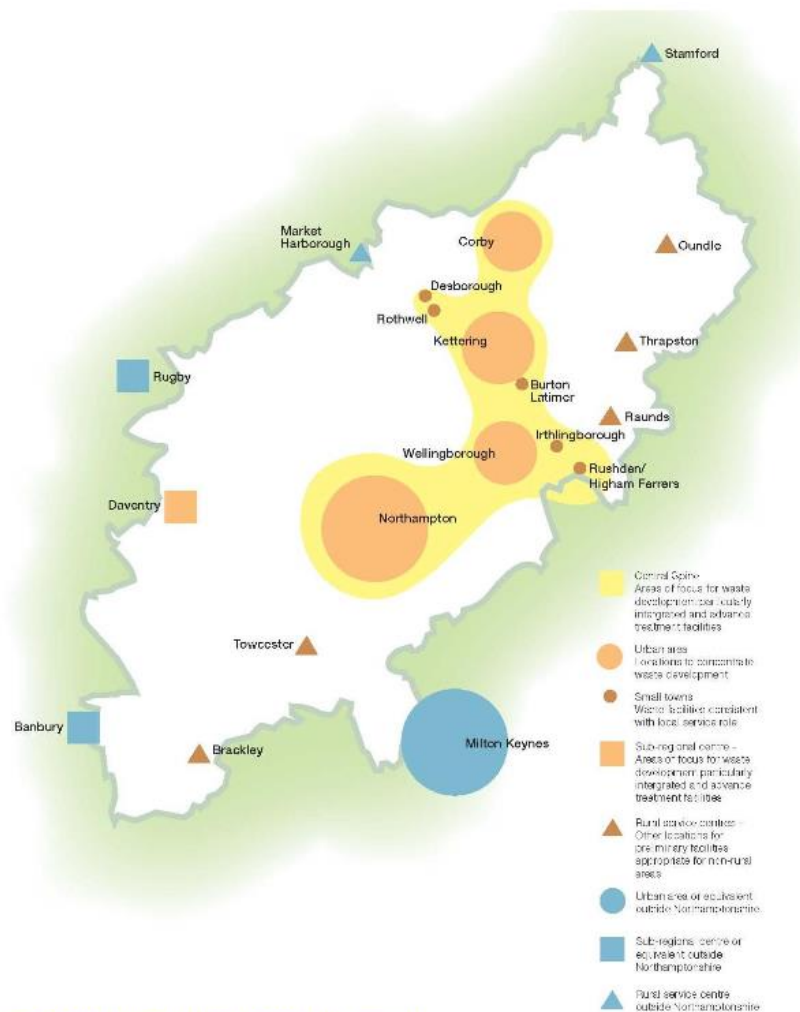 Stamford
Market
Harborough
Corby
Oundle
Desborough
Rothwell
Kettering
Thrapston
Rugby
Burton
Latimer
Raunds
Irthlingborough
Wellingborough
Rushden/
Higham Ferrers
Daventry
Northampton
Towcester
Banbury
Brackley
Milton Keynes
Central Spine
Areas of focus for waste
development particularly
intergrated and advance
treatment facilities
Urban area
Locations to concentrate
waste development
Small towns
Waste facilities consistent
with local service role
Sub-regional centre –
Areas of focus for waste
development particularly
intergrated and advance
treatment facilities
Rural service centres –
Other locations for
preliminary facilities
appropriate for non-rural
areas
Urban area or equivalent
outside Northamptonshire
Sub-regional centre or
equivalent outside
Northamptonshire
Rural service centre
outside Northamptonshire